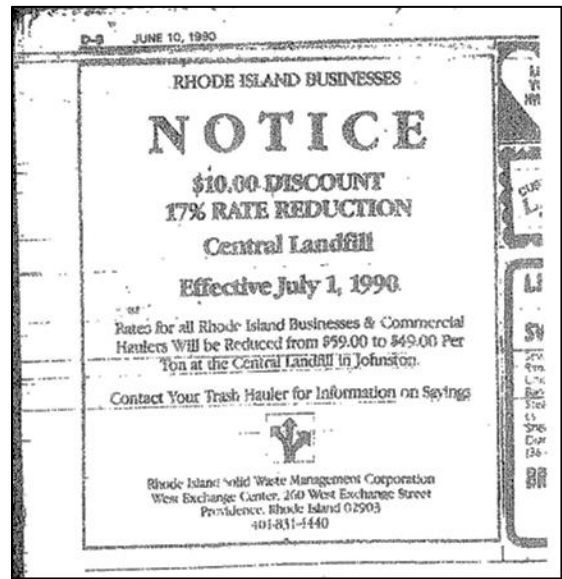 D-8 JUNE 10, 1990
RHODE ISLAND BUSINESSES
NOTICE
$10.00 DISCOUNT
17% RATE REDUCTION
Central Landfill
Effective July 1, 1990
Rates for all Rhode Island Businesses & Commercial
Haulers Will be Reduced from $59.00 to $49.00 Per
Ton at the Central Landfill in Johnston.
Contact Your Trash Hauler for Information on Savings
Rhode Island Solid Waste Management Corporation
West Exchange Center, 260 West Exchange Street
Providence, Rhode Island 02903
401-831-4440